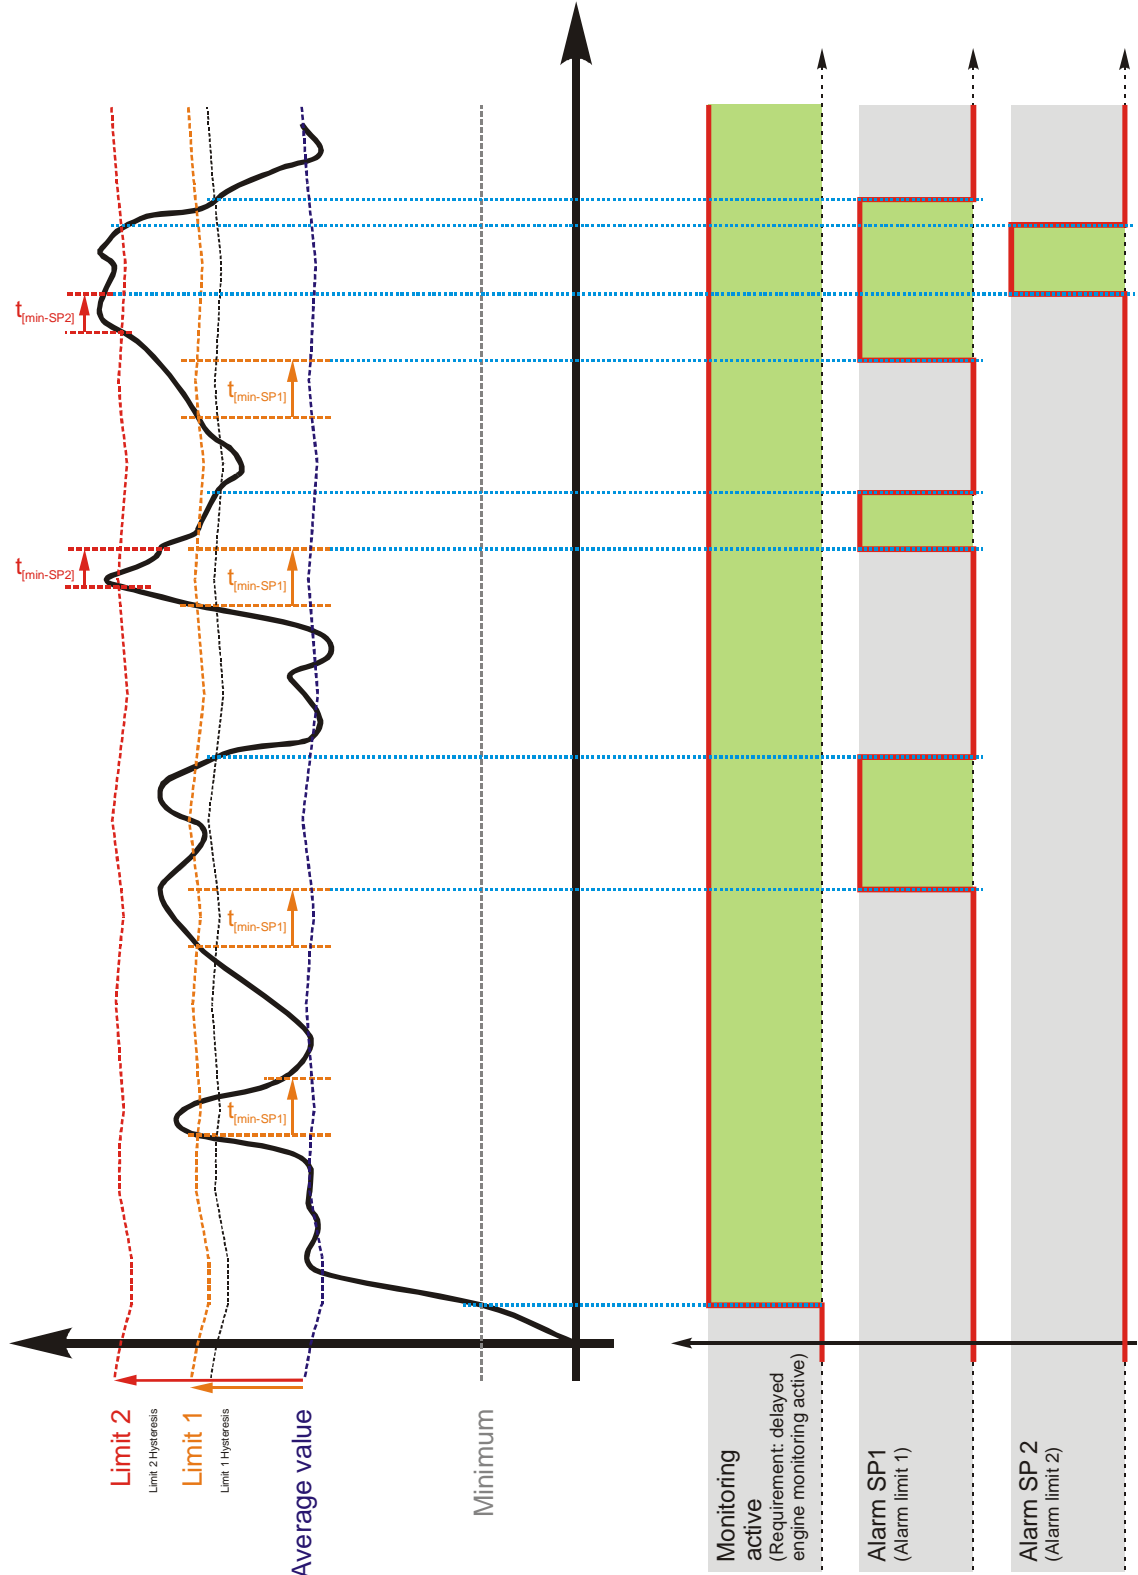 Limit 2
Limit 2 Hysteresis
Limit 1
Limit 1 Hysteresis
Average value
Minimum
t[min-SP1]
t[min-SP1]
t[min-SP2]
t[min-SP1]
t[min-SP1]
t[min-SP2]
Monitoring
active
(Requirement: delayed
engine monitoring active)
Alarm SP1
(Alarm limit 1)
Alarm SP 2
(Alarm limit 2)